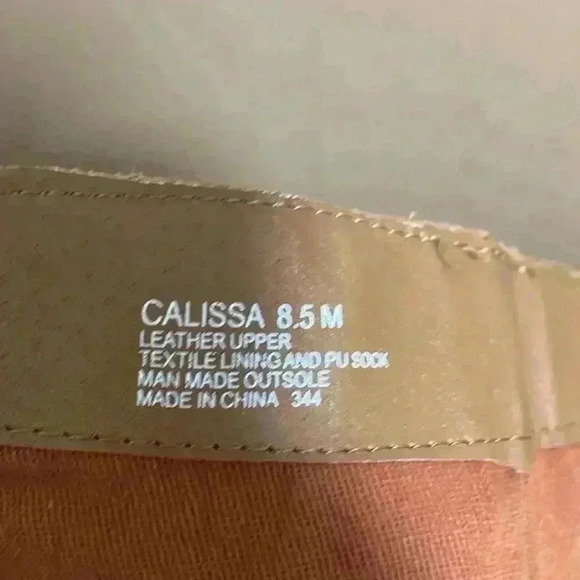 CALISSA 8.5 M
LEATHER UPPER
TEXTILE LINING AND PU SOCK
MAN MADE OUTSOLE
MADE IN CHINA 344